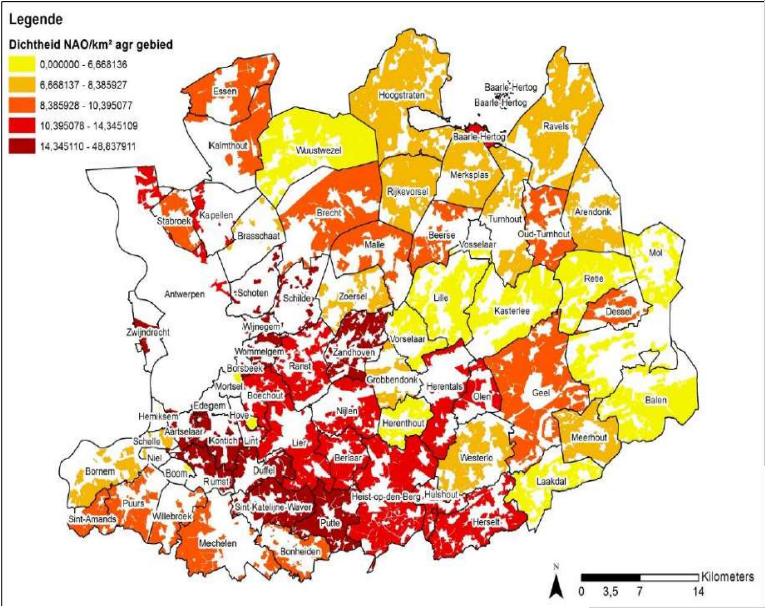 Legende
Dichtheid NAO/km² agr gebied
0,000000 - 6,668136
6,668137 - 8,385927
8,385928 - 10,395077
10,395078 - 14,345109
14,345110 - 48,837911
Essen
Hoogstraten
Baarle-Hertog
Baarle-Hertog
Baarle-Hertog
Ravels
Kalmthout
Wuustwezel
Merksplas
Rijkevorsel
Stabroek
Kapellen
Brecht
Brasschaat
Turnhout
Arendonk
Beerse
Oud-Turnhout
Vosselaar
Malle
Mol
Retie
Antwerpen
Schoten
Schilde
Zoersel
Lille
Kasterlee
Dessel
Zwijndrecht
Wijnegem
Vorselaar
Wommelgem
Zandhoven
Ranst
Borsbeek
Grobbendonk
Herentals
Mortsel
Boechout
Olen
Geel
Balen
Edegem
Nijlen
Hemiksem
Hove
Herenthout
Aartselaar
Schelle
Kontich
Lint
Lier
Meerhout
Niel
Berlaar
Westerlo
Bornem
Boom
Duffel
Rumst
Laakdal
Heist-op-den-Berg
Hulshout
Puurs
Sint-Katelijne-Waver
Sint-Amands
Willebroek
Putte
Herselt
Mechelen
Bonheiden
N
Kilometers
0 3,5 7 14